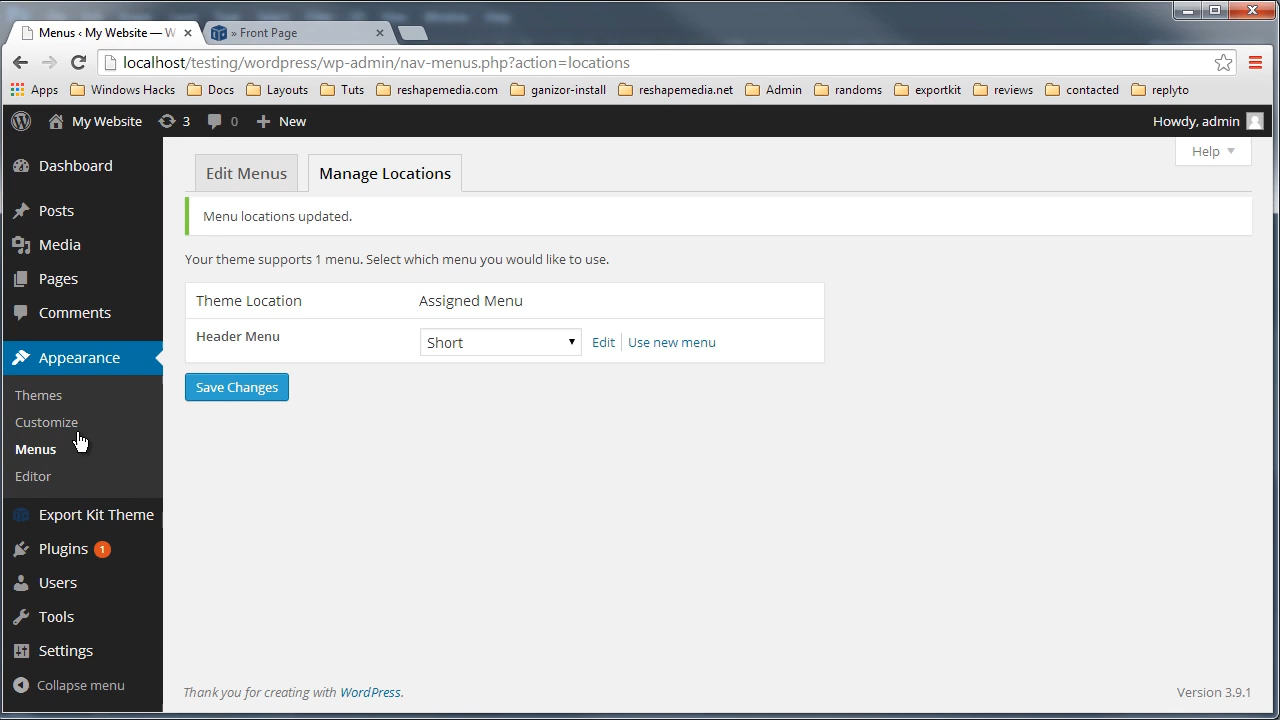 Menus ‹ My Website — W
» Front Page
localhost/testing/wordpress/wp-admin/nav-menus.php?action=locations
Apps Windows Hacks Docs Layouts Tuts reshapemedia.com ganizor-install reshapemedia.net Admin randoms exportkit reviews contacted replyto
My Website 3 0 New Howdy, admin
Help
Dashboard
Posts
Media
Pages
Comments
Appearance
Themes
Customize
Menus
Editor
Export Kit Theme
Plugins 1
Users
Tools
Settings
Collapse menu
Edit Menus Manage Locations
Menu locations updated.
Your theme supports 1 menu. Select which menu you would like to use.
Theme Location Assigned Menu
Header Menu Short Edit Use new menu
Save Changes
Thank you for creating with WordPress. Version 3.9.1